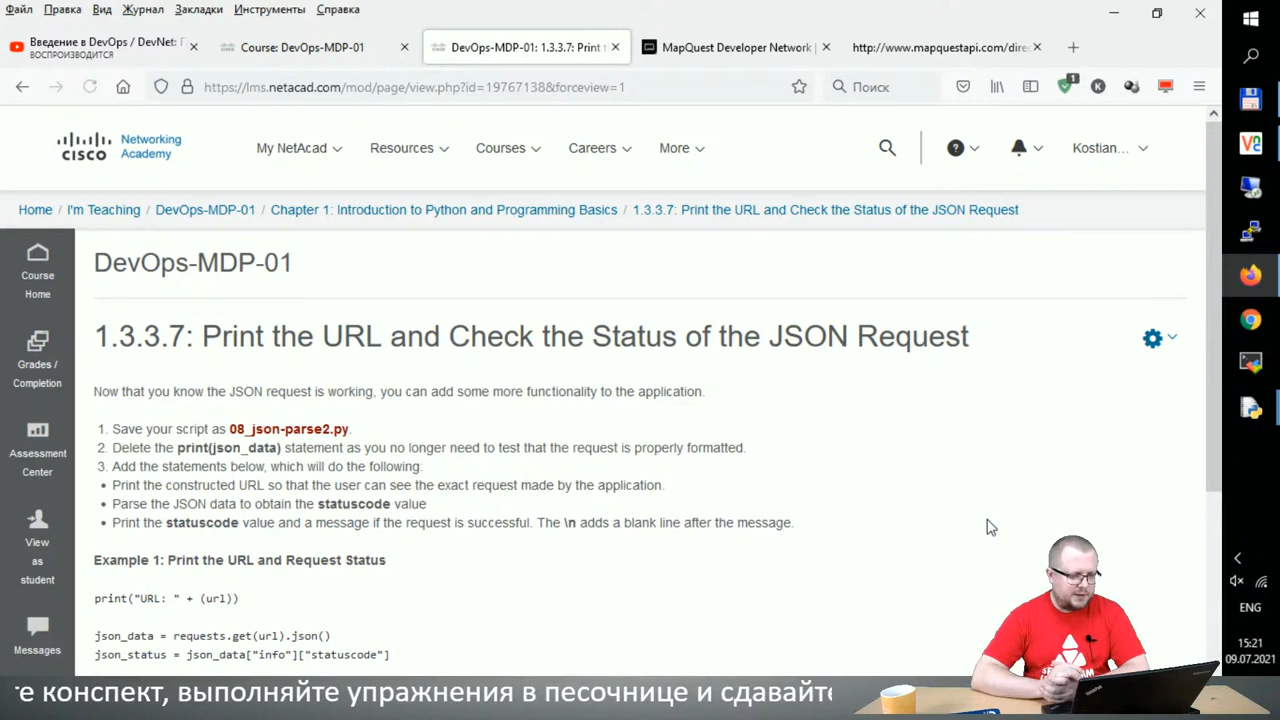 Файл Правка Вид Журнал Закладки Инструменты Справка
Введение в DevOps / DevNet:
ВОСПРОИЗВОДИТСЯ
Course: DevOps-MDP-01
DevOps-MDP-01: 1.3.3.7: Print t
MapQuest Developer Network |
http://www.mapquestapi.com/dire
https://lms.netacad.com/mod/page/view.php?id=19767138&forceview=1
Поиск
1
CISCO
Networking
Academy
My NetAcad
Resources
Courses
Careers
More
Kostian...
Home / I'm Teaching / DevOps-MDP-01 / Chapter 1: Introduction to Python and Programming Basics / 1.3.3.7: Print the URL and Check the Status of the JSON Request
Course
Home
Grades /
Completion
Assessment
Center
View
as
student
Messages
DevOps-MDP-01
1.3.3.7: Print the URL and Check the Status of the JSON Request
Now that you know the JSON request is working, you can add some more functionality to the application.
1. Save your script as 08_json-parse2.py.
2. Delete the print(json_data) statement as you no longer need to test that the request is properly formatted.
3. Add the statements below, which will do the following:
• Print the constructed URL so that the user can see the exact request made by the application.
• Parse the JSON data to obtain the statuscode value
• Print the statuscode value and a message if the request is successful. The \n adds a blank line after the message.
Example 1: Print the URL and Request Status
print("URL: " + (url))
json_data = requests.get(url).json()
json_status = json_data["info"]["statuscode"]
ENG
15:21
09.07.2021
е конспект, выполняйте упражнения в песочнице и сдавайте